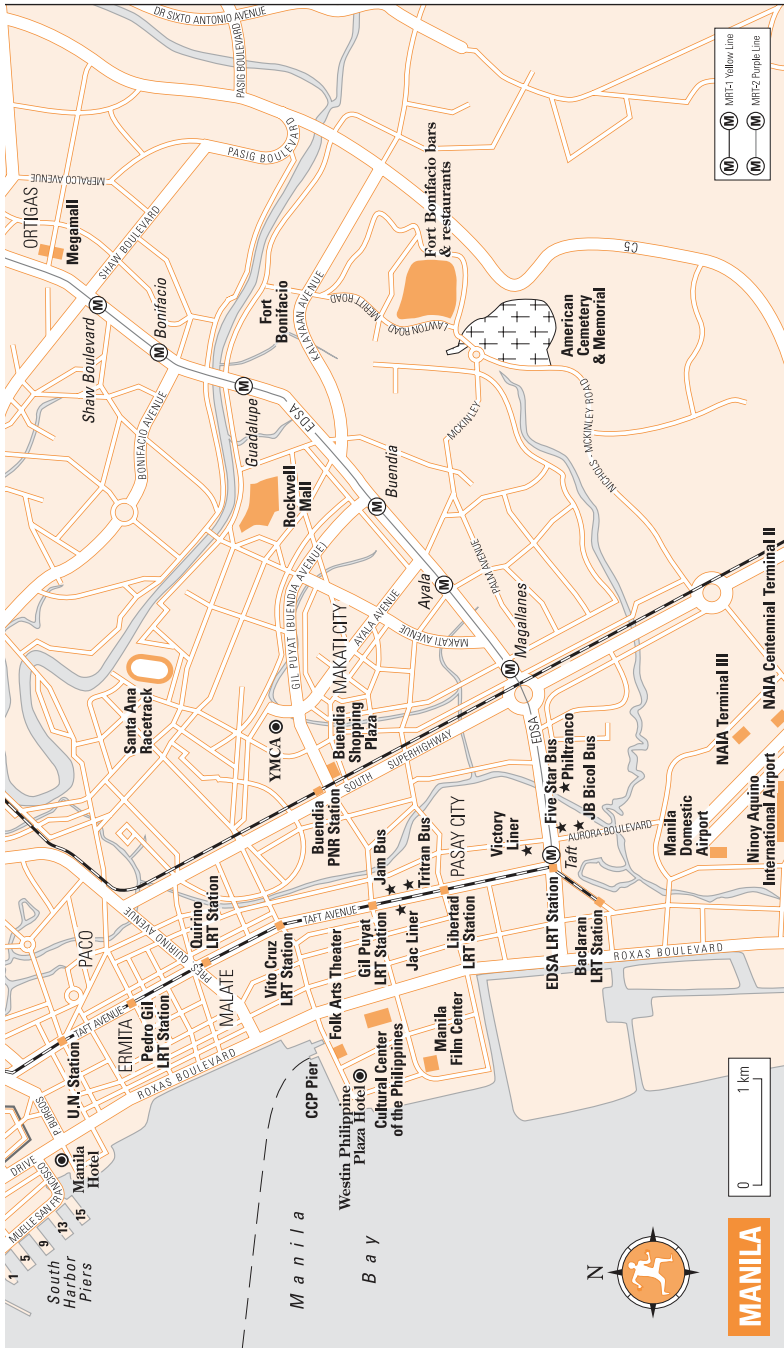 DR SIXTO ANTONIO AVENUE
PASIG BOULEVARD
PASIG BOULEVARD
MERALCO AVENUE
ORTIGAS
Megamall
SHAW BOULEVARD
Shaw Boulevard
Bonifacio
BONIFACIO AVENUE
Guadalupe
Fort
Bonifacio
KALAYAAN AVENUE
EDSA
Fort Bonifacio bars
& restaurants
MERRITT ROAD
LAWTON ROAD
C5
American
Cemetery
& Memorial
MCKINLEY
NICHOLS - MCKINLEY ROAD
M
MRT-1 Yellow Line
M
MRT-2 Purple Line
M
M
M
M
M
M
M
M
M
Rockwell
Mall
Buendia
Ayala
PALM AVENUE
Magallanes
MAKATI AVENUE
AYALA AVENUE
GIL PUYAT (BUENDIA AVENUE)
MAKATI CITY
Santa Ana
Racetrack
YMCA
Buendia
Shopping
Plaza
Buendia
PNR Station
SOUTH SUPERHIGHWAY
EDSA
Five Star Bus
Philtranco
JB Bicol Bus
Victory
Liner
Taft
AURORA BOULEVARD
NAIA Terminal III
NAIA Centennial Terminal II
Manila
Domestic
Airport
Ninoy Aquino
International Airport
PACO
PRES QUIRINO AVENUE
Quirino
LRT Station
TAFT AVENUE
TAFT AVENUE
U.N. Station
ERMITA
Pedro Gil
LRT Station
MALATE
Vito Cruz
LRT Station
Jam Bus
Tritran Bus
Gil Puyat
LRT Station
Jac Liner
PASAY CITY
Libertad
LRT Station
EDSA LRT Station
Baclaran
LRT Station
ROXAS BOULEVARD
ROXAS BOULEVARD
Folk Arts Theater
Cultural Center
of the Philippines
Manila
Film Center
CCP Pier
Westin Philippine
Plaza Hotel
P.BURGOS
DRIVE
Manila
Hotel
MUELLE SAN FRANCISCO
1
5
9
13
15
South
Harbor
Piers
Manila
Bay
N
0
1 km
MANILA